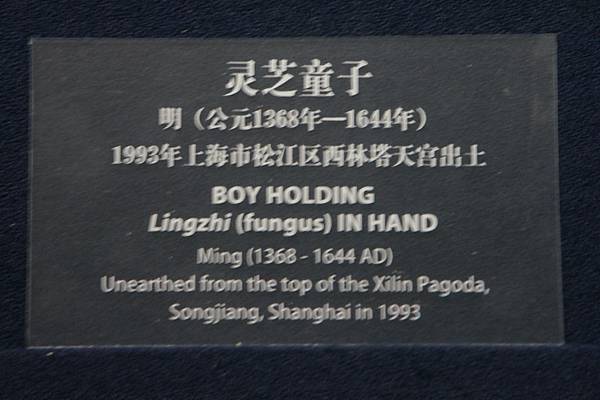 灵芝童子
明（公元1368年—1644年）
1993年上海市松江区西林塔天宫出土
BOY HOLDING
Lingzhi (fungus) IN HAND
Ming (1368 - 1644 AD)
Unearthed from the top of the Xilin Pagoda,
Songjiang, Shanghai in 1993